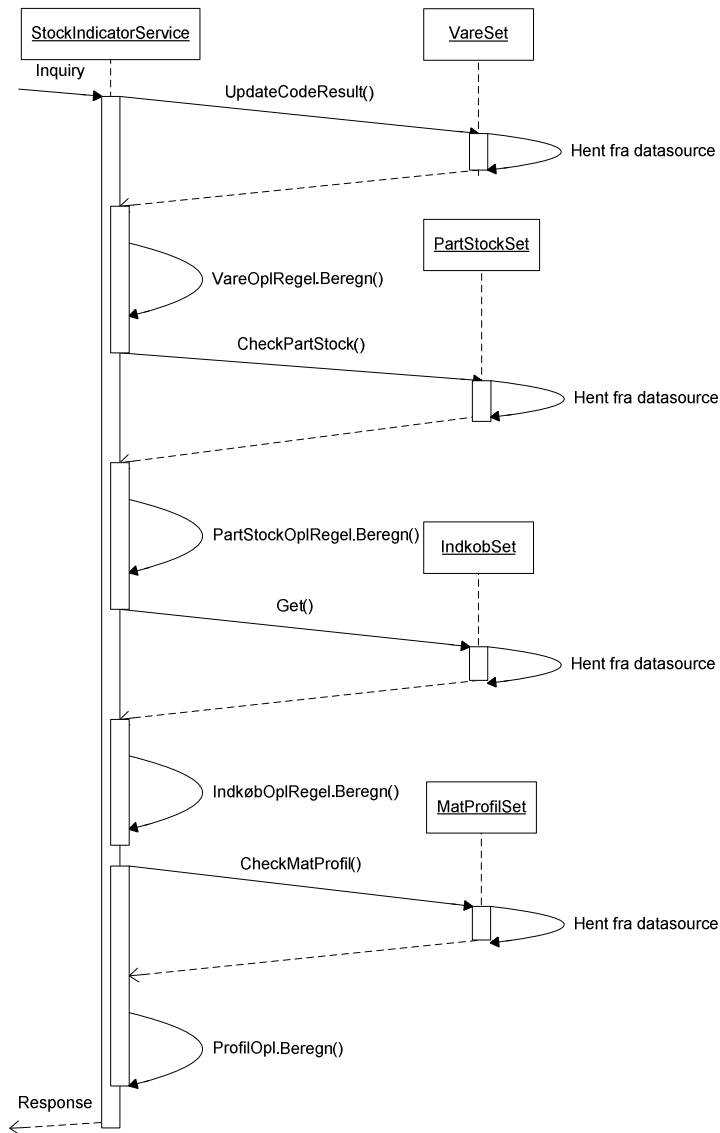 StockIndicatorService
VareSet
Inquiry
UpdateCodeResult()
Hent fra datasource
PartStockSet
VareOplRegel.Beregn()
CheckPartStock()
Hent fra datasource
PartStockOplRegel.Beregn()
IndkobSet
Get()
Hent fra datasource
IndkøbOplRegel.Beregn()
MatProfilSet
CheckMatProfil()
Hent fra datasource
ProfilOpl.Beregn()
Response